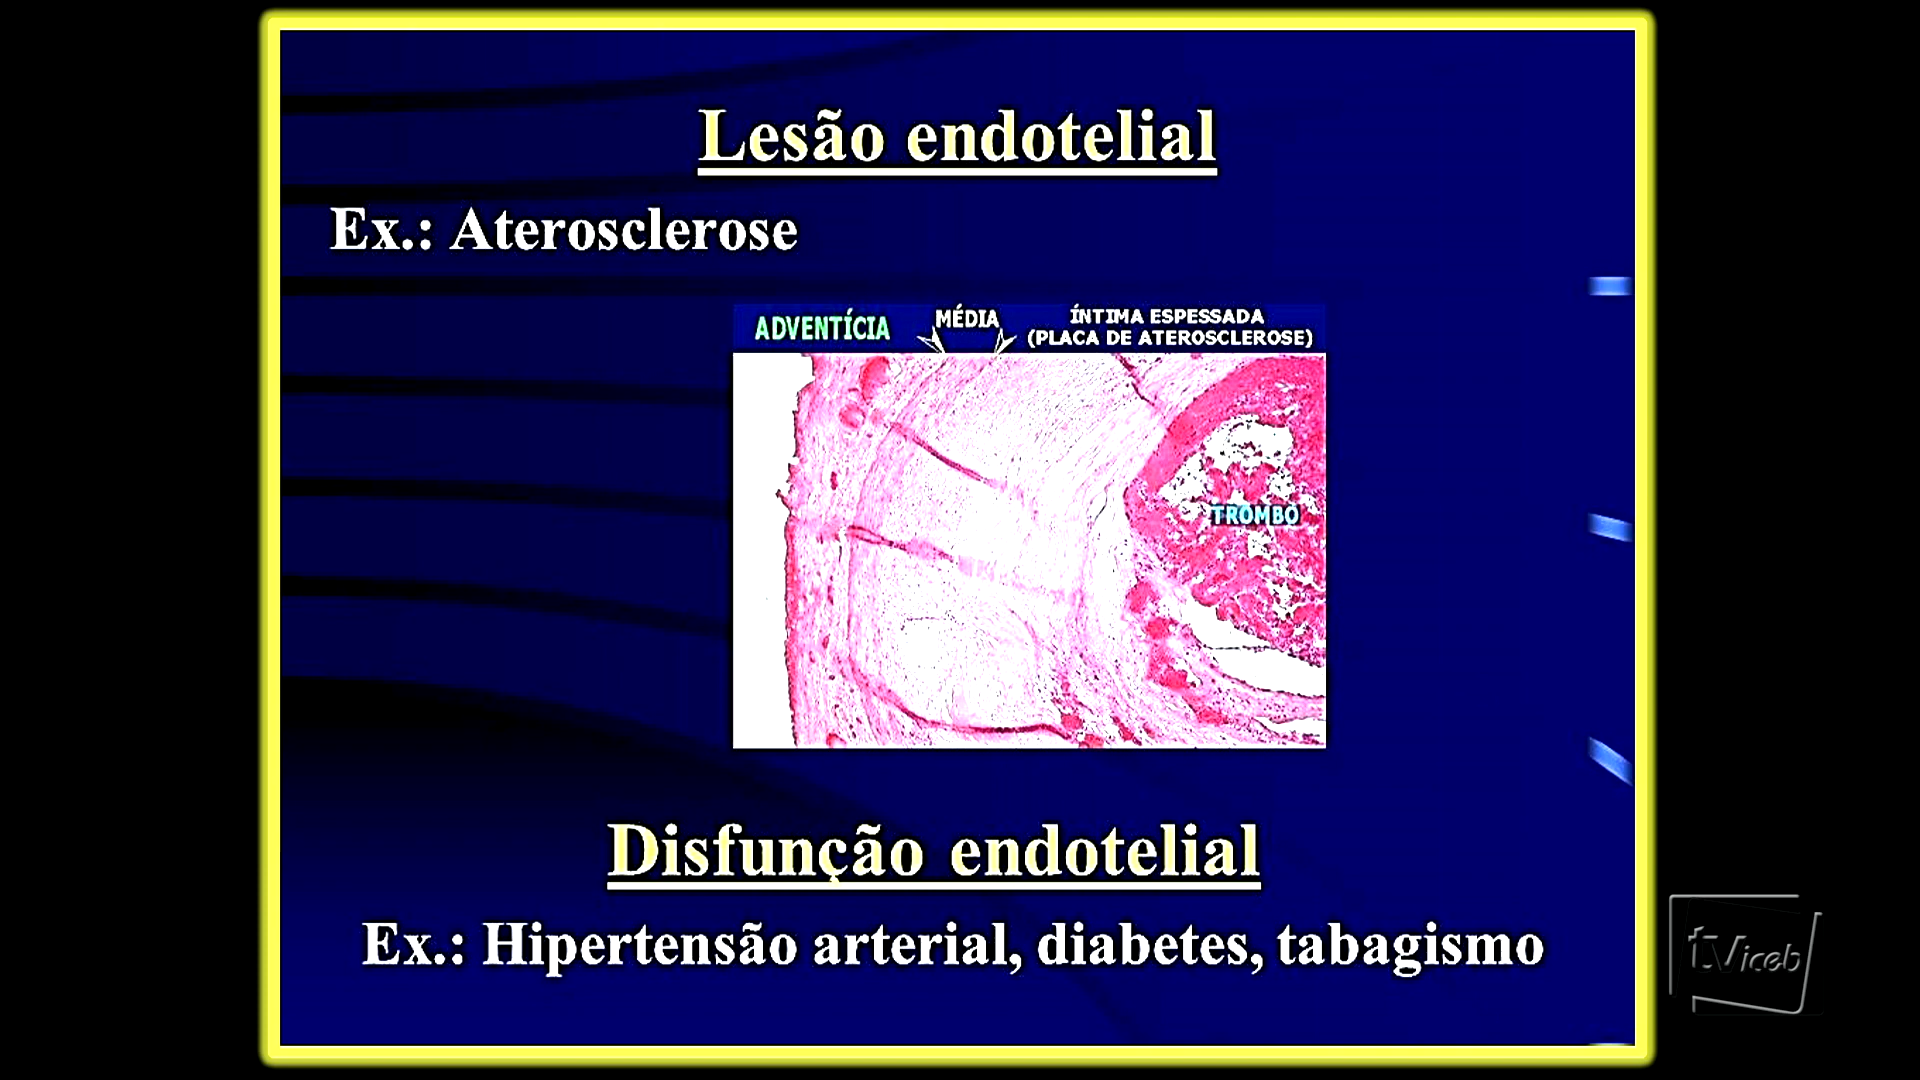 Lesão endotelial
Ex.: Aterosclerose
ADVENTÍCIA
MÉDIA
ÍNTIMA ESPESSADA
(PLACA DE ATEROSCLEROSE)
TROMBO
Disfunção endotelial
Ex.: Hipertensão arterial, diabetes, tabagismo
tViceb